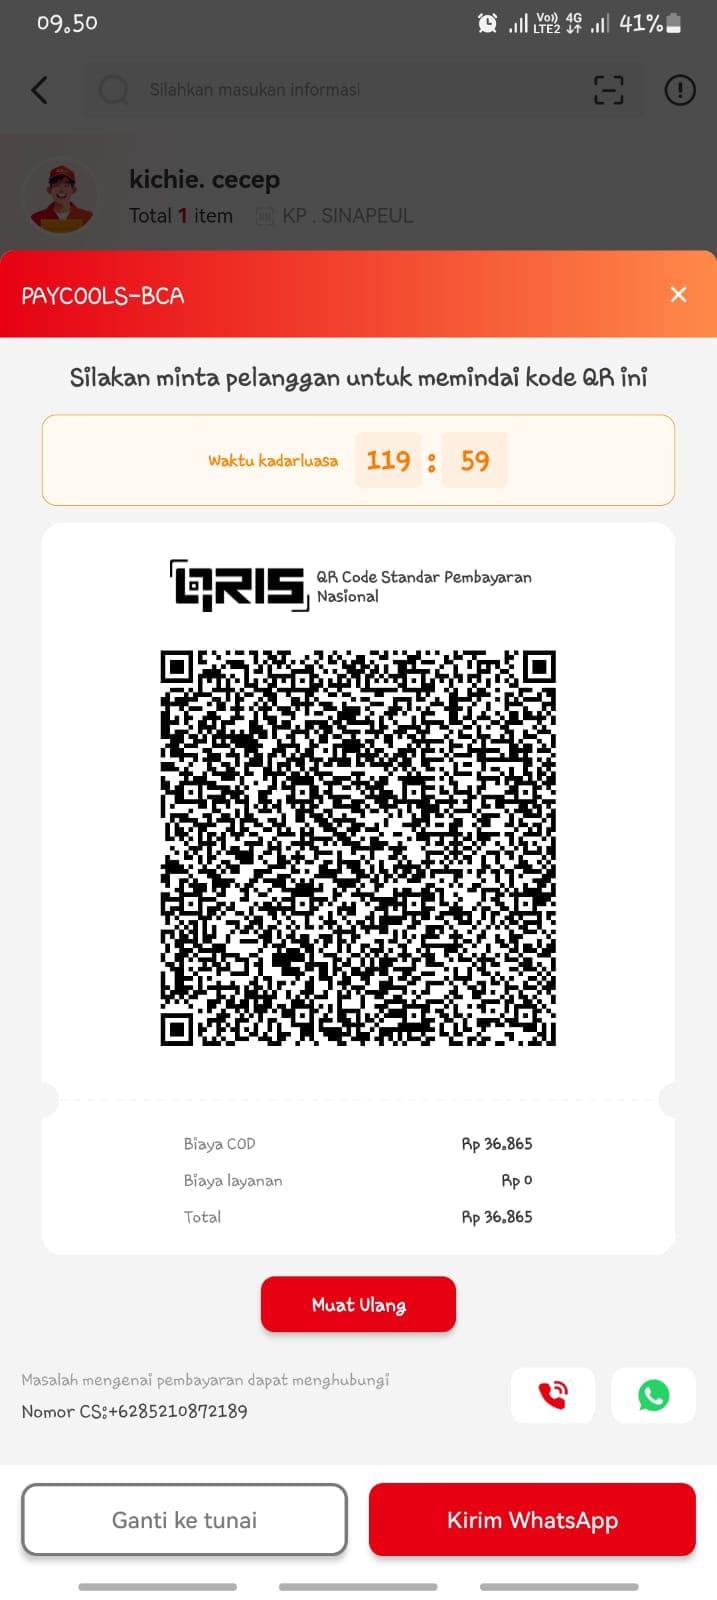 09.50
Vo)) 4G
LTE2
41%
Silahkan masukan informasi
kichie. cecep
Total 1 item
KP . SINAPEUL
PAYCOOLS-BCA
Silakan minta pelanggan untuk memindai kode QR ini
Waktu kadarluasa 119 : 59
QRIS
QR Code Standar Pembayaran
Nasional
Biaya COD Rp 36.865
Biaya layanan Rp 0
Total Rp 36.865
Muat Ulang
Masalah mengenai pembayaran dapat menghubungi
Nomor CS:+6285210872189
Ganti ke tunai
Kirim WhatsApp